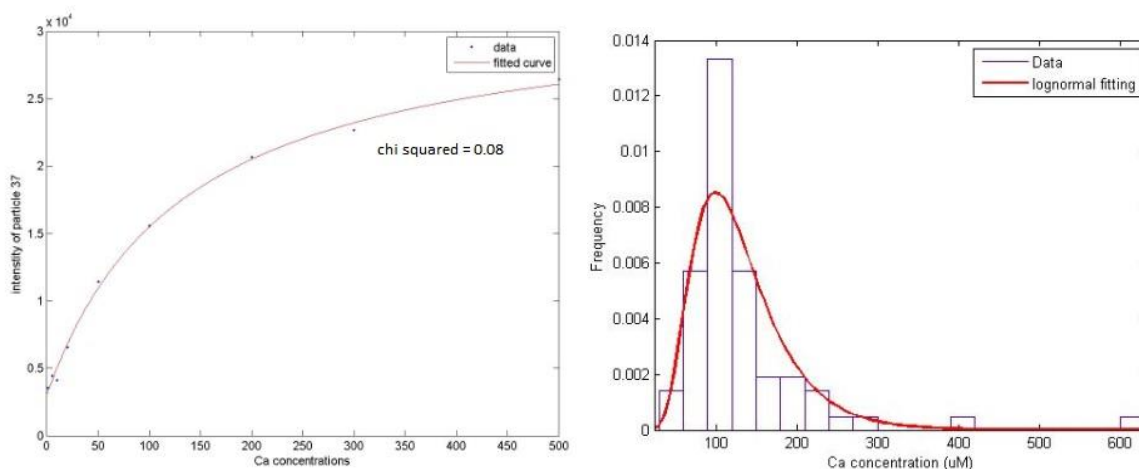 x 10⁴
3
2.5
2
1.5
1
0.5
0
0 50 100 150 200 250 300 350 400 450 500
Ca concentrations
intenstity of particle 37
data
fitted curve
chi squared = 0.08
0.014
0.012
0.01
0.008
0.006
0.004
0.002
0
100 200 300 400 500 600
Ca concentration (uM)
Frequency
Data
lognormal fitting